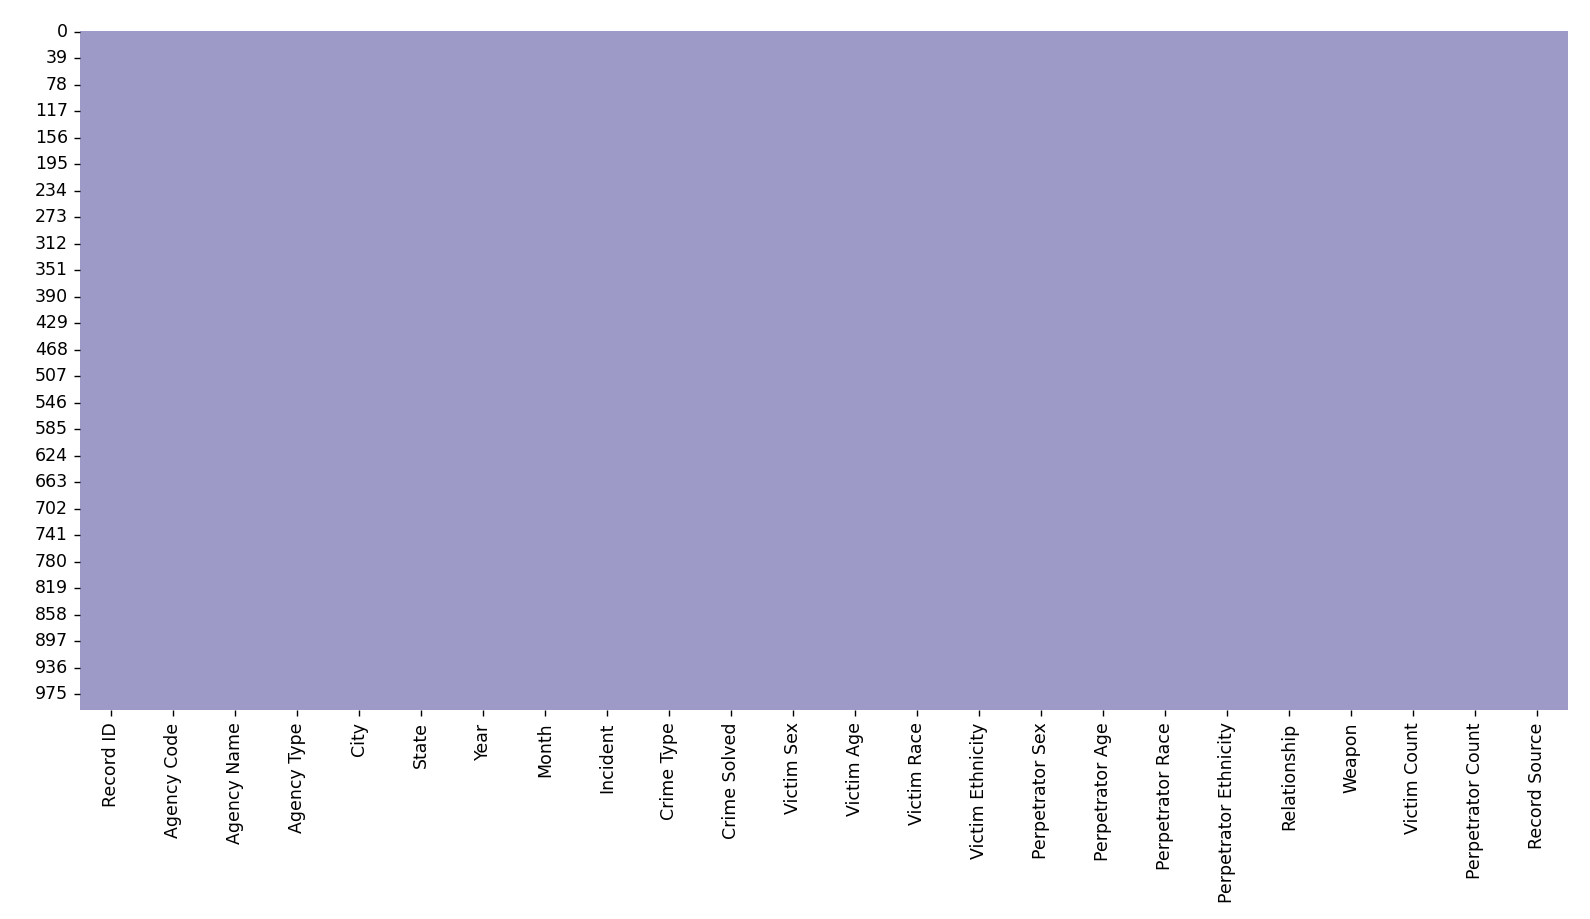 0
39
78
117
156
195
234
273
312
351
390
429
468
507
546
585
624
663
702
741
780
819
858
897
936
975
Record ID
Agency Code
Agency Name
Agency Type
City
State
Year
Month
Incident
Crime Type
Crime Solved
Victim Sex
Victim Age
Victim Race
Victim Ethnicity
Perpetrator Sex
Perpetrator Age
Perpetrator Race
Perpetrator Ethnicity
Relationship
Weapon
Victim Count
Perpetrator Count
Record Source